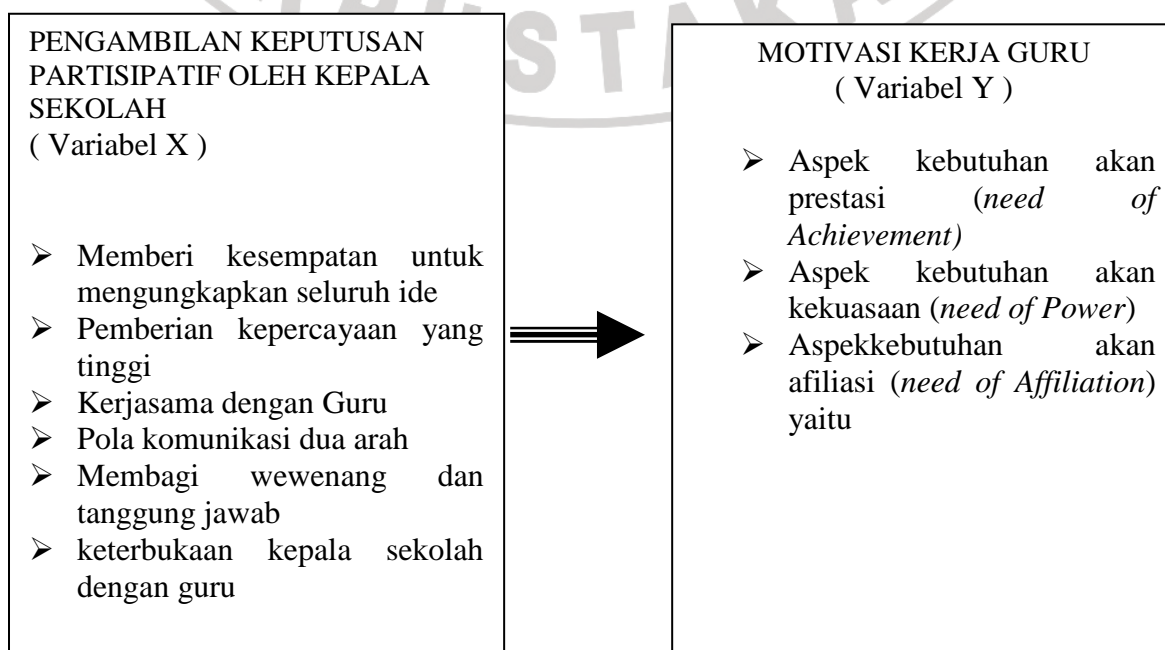 PENGAMBILAN KEPUTUSAN
PARTISIPATIF OLEH KEPALA
SEKOLAH
( Variabel X )
➢ Memberi kesempatan untuk
mengungkapkan seluruh ide
➢ Pemberian kepercayaan yang
tinggi
➢ Kerjasama dengan Guru
➢ Pola komunikasi dua arah
➢ Membagi wewenang dan
tanggung jawab
➢ keterbukaan kepala sekolah
dengan guru
MOTIVASI KERJA GURU
( Variabel Y )
➢ Aspek kebutuhan akan
prestasi (need of
Achievement)
➢ Aspek kebutuhan akan
kekuasaan (need of Power)
➢ Aspekkebutuhan akan
afiliasi (need of Affiliation)
yaitu